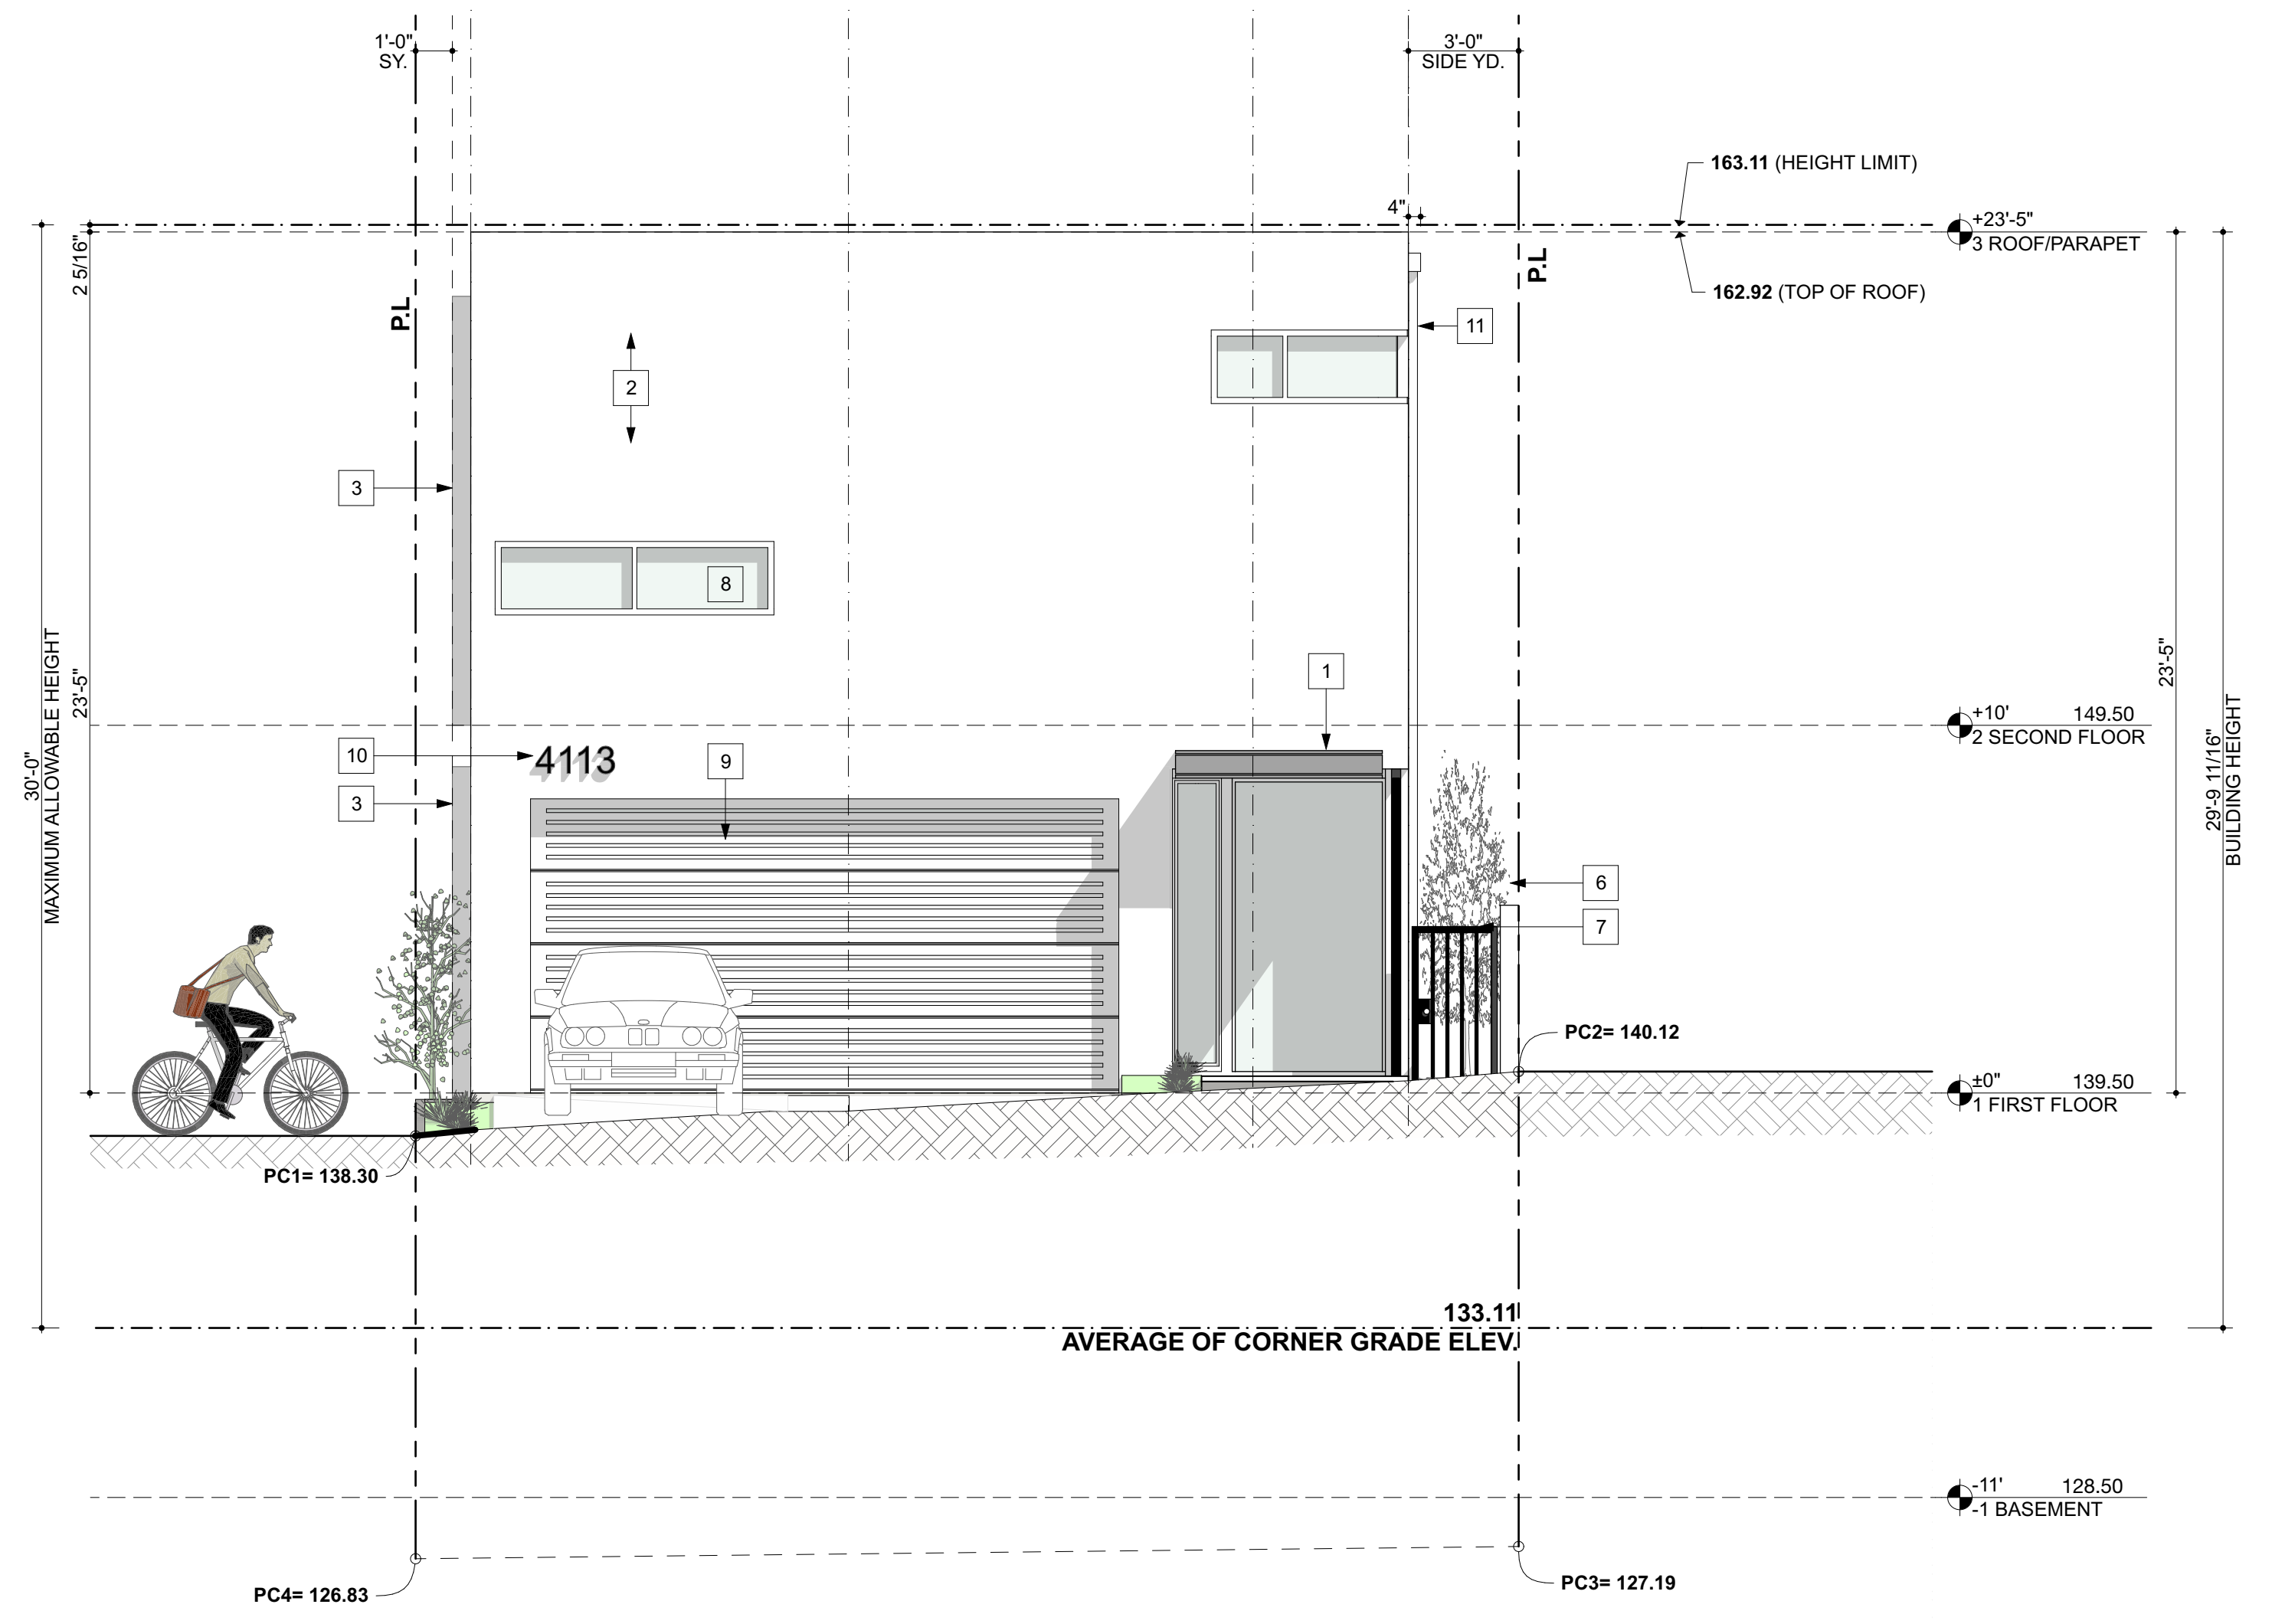 1'-0"
SY.
3'-0"
SIDE YD.
163.11 (HEIGHT LIMIT)
4"
+23'-5"
3 ROOF/PARAPET
2 5/16"
P.L
P.L
162.92 (TOP OF ROOF)
11
2
3
8
1
30'-0"
MAXIMUM ALLOWABLE HEIGHT
23'-5"
23'-5"
29'-9 11/16"
BUILDING HEIGHT
+10' 149.50
2 SECOND FLOOR
10
4113
9
3
6
7
PC2= 140.12
±0" 139.50
1 FIRST FLOOR
PC1= 138.30
133.11
AVERAGE OF CORNER GRADE ELEV.
-11' 128.50
-1 BASEMENT
PC4= 126.83
PC3= 127.19